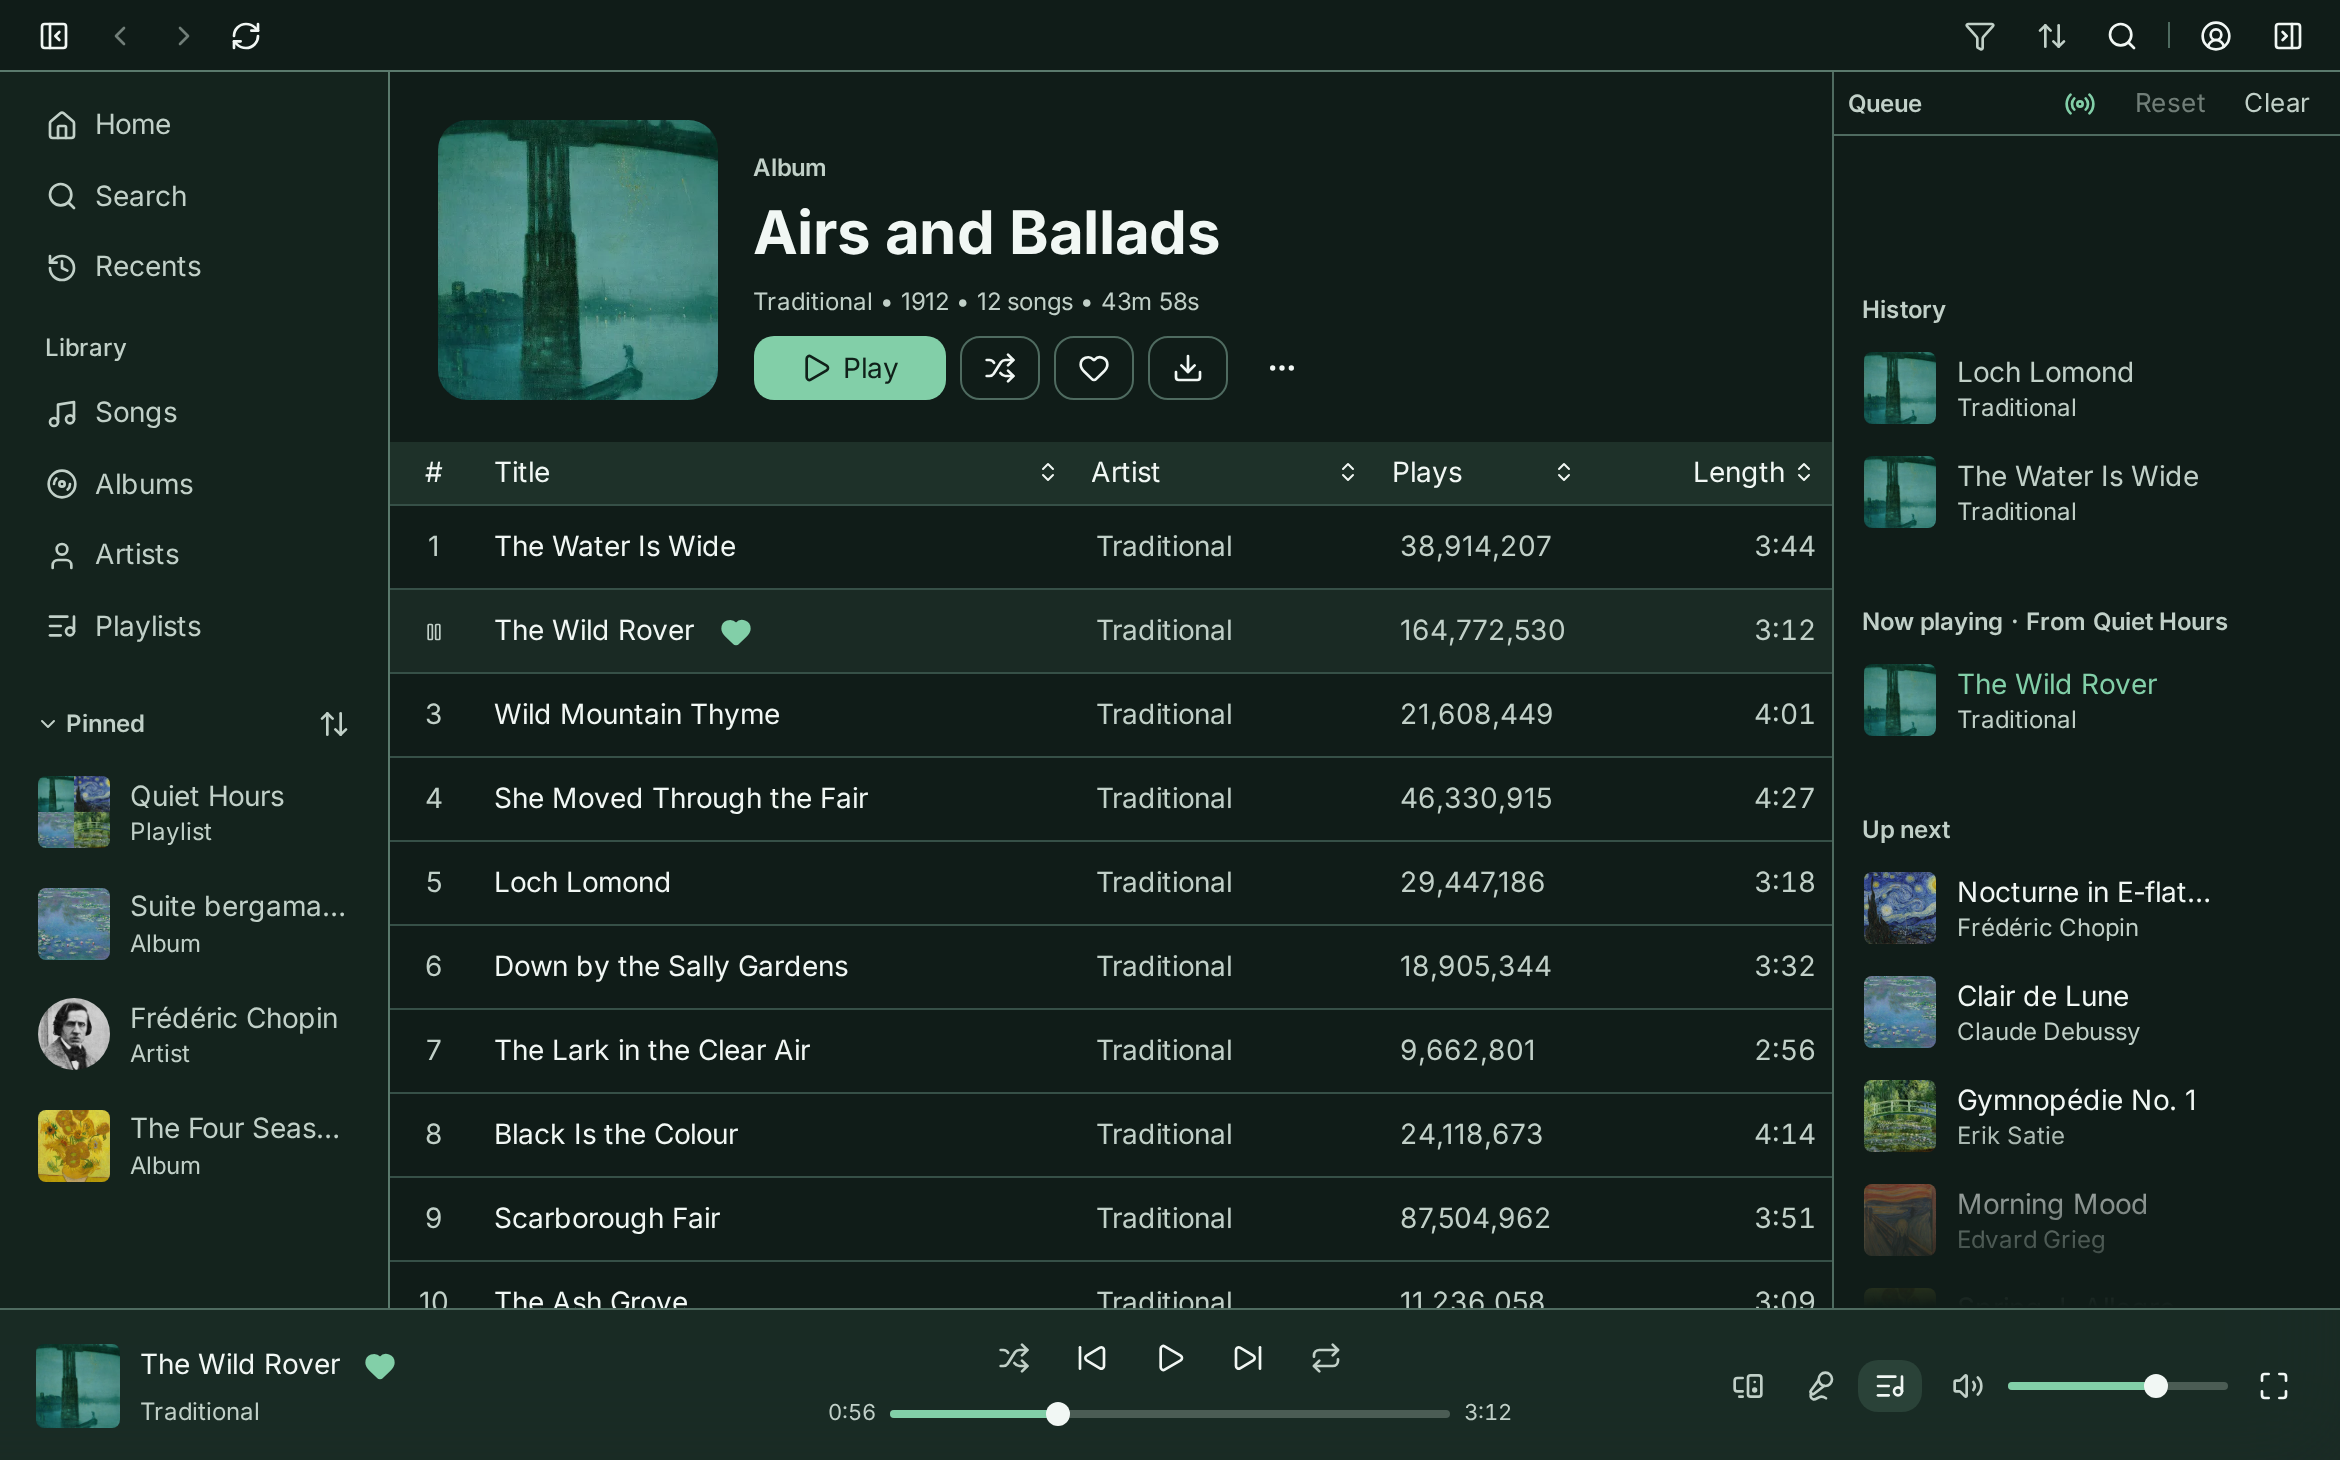 Home
Search
Recents
Library
Songs
Albums
Artists
Playlists
Pinned
Quiet Hours
Playlist
Suite bergama...
Album
Frédéric Chopin
Artist
The Four Seas...
Album
Album
Airs and Ballads
Traditional • 1912 • 12 songs • 43m 58s
Play
# Title Artist Plays Length
1 The Water Is Wide Traditional 38,914,207 3:44
The Wild Rover Traditional 164,772,530 3:12
3 Wild Mountain Thyme Traditional 21,608,449 4:01
4 She Moved Through the Fair Traditional 46,330,915 4:27
5 Loch Lomond Traditional 29,447,186 3:18
6 Down by the Sally Gardens Traditional 18,905,344 3:32
7 The Lark in the Clear Air Traditional 9,662,801 2:56
8 Black Is the Colour Traditional 24,118,673 4:14
9 Scarborough Fair Traditional 87,504,962 3:51
10 The Ash Grove Traditional 11,236,058 3:09
Queue Reset Clear
History
Loch Lomond
Traditional
The Water Is Wide
Traditional
Now playing · From Quiet Hours
The Wild Rover
Traditional
Up next
Nocturne in E-flat...
Frédéric Chopin
Clair de Lune
Claude Debussy
Gymnopédie No. 1
Erik Satie
Morning Mood
Edvard Grieg
The Wild Rover
Traditional
0:56 3:12